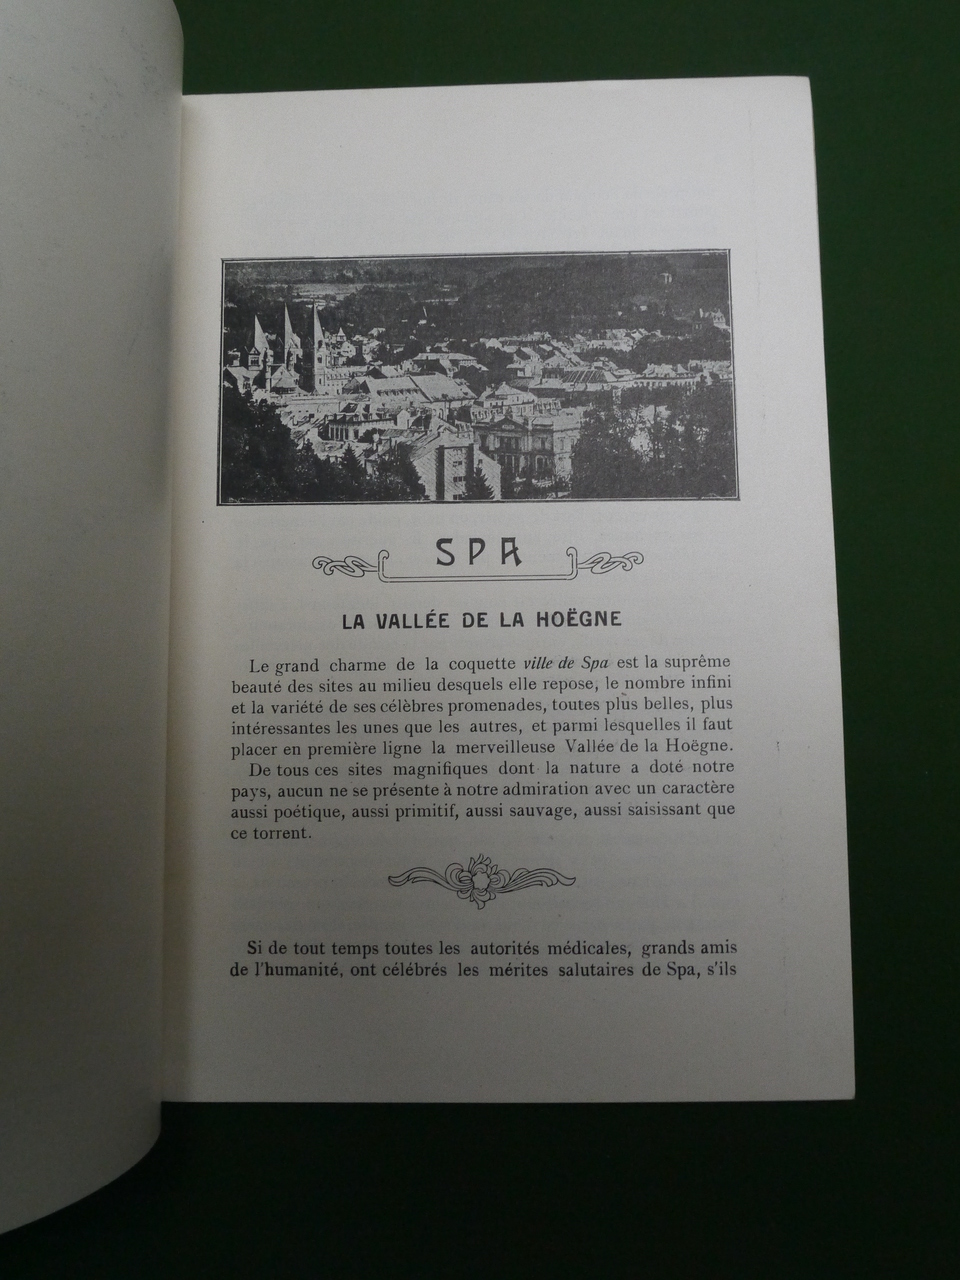 SPA
LA VALLÉE DE LA HOËGNE
Le grand charme de la coquette ville de Spa est la suprême
beauté des sites au milieu desquels elle repose, le nombre infini
et la variété de ses célèbres promenades, toutes plus belles, plus
intéressantes les unes que les autres, et parmi lesquelles il faut
placer en première ligne la merveilleuse Vallée de la Hoëgne.
De tous ces sites magnifiques dont la nature a doté notre
pays, aucun ne se présente à notre admiration avec un caractère
aussi poétique, aussi primitif, aussi sauvage, aussi saisissant que
ce torrent.
Si de tout temps toutes les autorités médicales, grands amis
de l'humanité, ont célébrés les mérites salutaires de Spa, s'ils